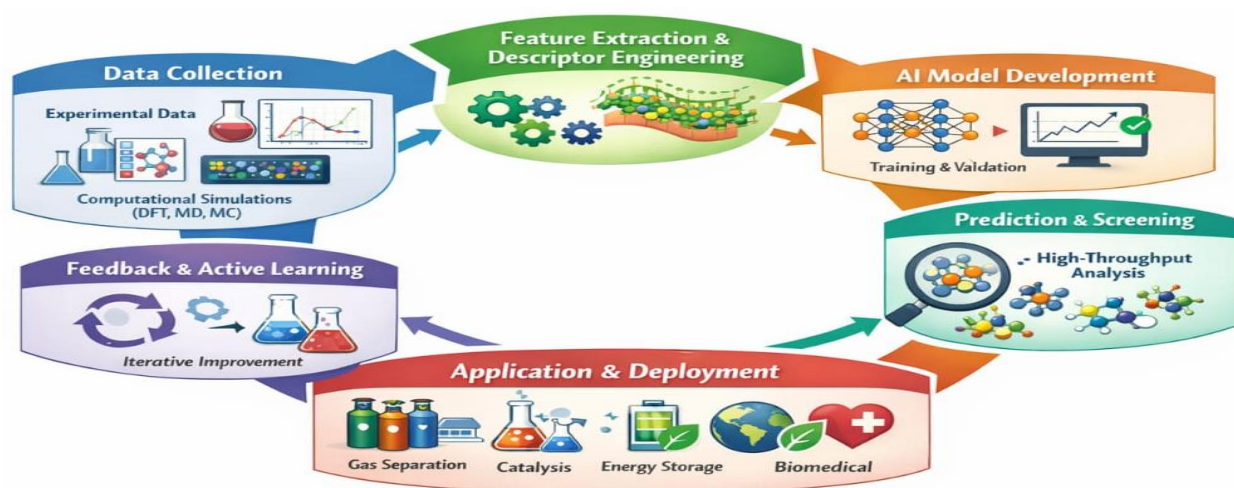 Data Collection
Experimental Data
Computational Simulations
(DFT, MD, MC)
Feature Extraction &
Descriptor Engineering
AI Model Development
Training & Valdation
Prediction & Screening
High-Throughput
Analysis
Application & Deployment
Gas Separation
Catalysis
Energy Storage
Biomedical
Feedback & Active Learning
Iterative Improvement